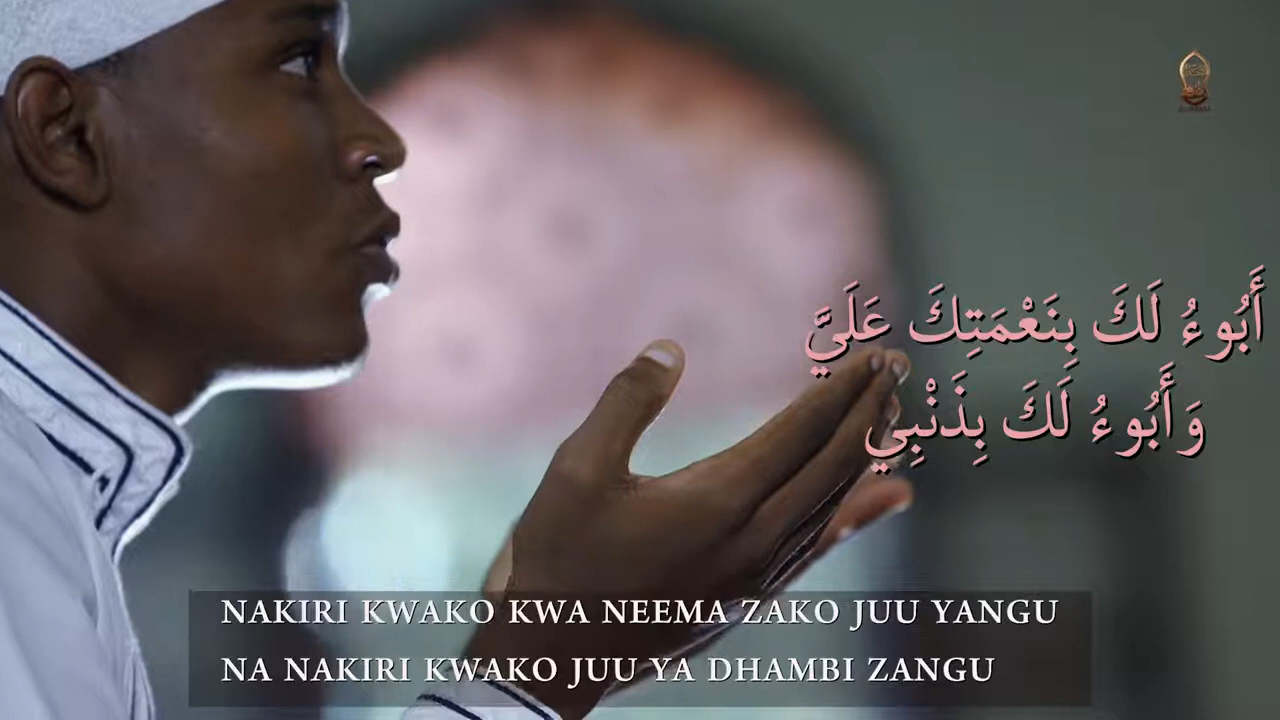 أَبُوءُ لَكَ بِنَعْمَتِكَ عَلَيَّ
وَأَبُوءُ لَكَ بِذَنْبِي
NAKIRI KWAKO KWA NEEMA ZAKO JUU YANGU
NA NAKIRI KWAKO JUU YA DHAMBI ZANGU